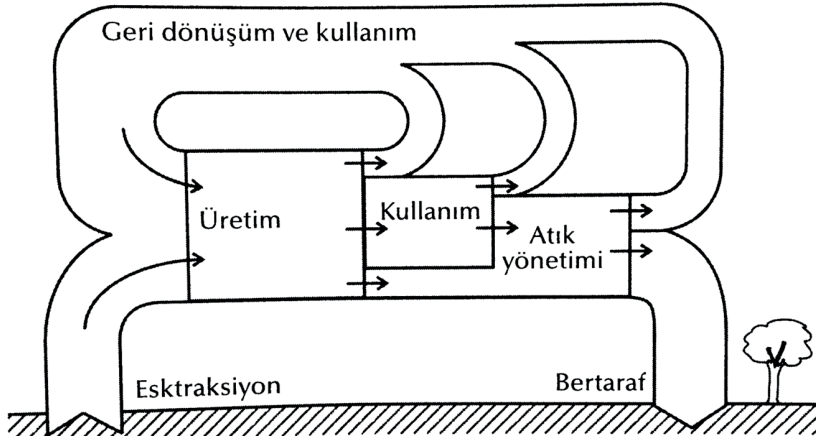 Geri dönüşüm ve kullanım
Üretim
Kullanım
Atık
yönetimi
Esktraksiyon
Bertaraf